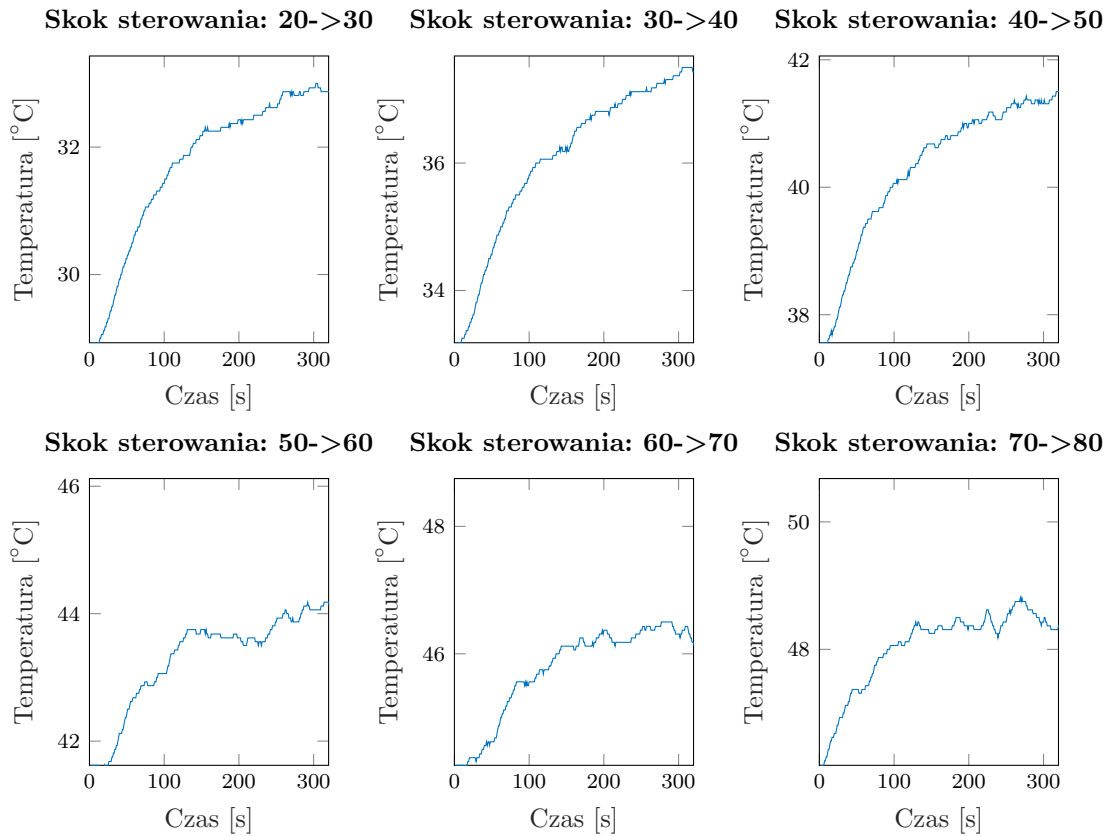 Skok sterowania: 20->30
Temperatura [°C]
32
30
0 100 200 300
Czas [s]
Skok sterowania: 30->40
Temperatura [°C]
36
34
0 100 200 300
Czas [s]
Skok sterowania: 40->50
Temperatura [°C]
42
40
38
0 100 200 300
Czas [s]
Skok sterowania: 50->60
Temperatura [°C]
46
44
42
0 100 200 300
Czas [s]
Skok sterowania: 60->70
Temperatura [°C]
48
46
0 100 200 300
Czas [s]
Skok sterowania: 70->80
Temperatura [°C]
50
48
0 100 200 300
Czas [s]